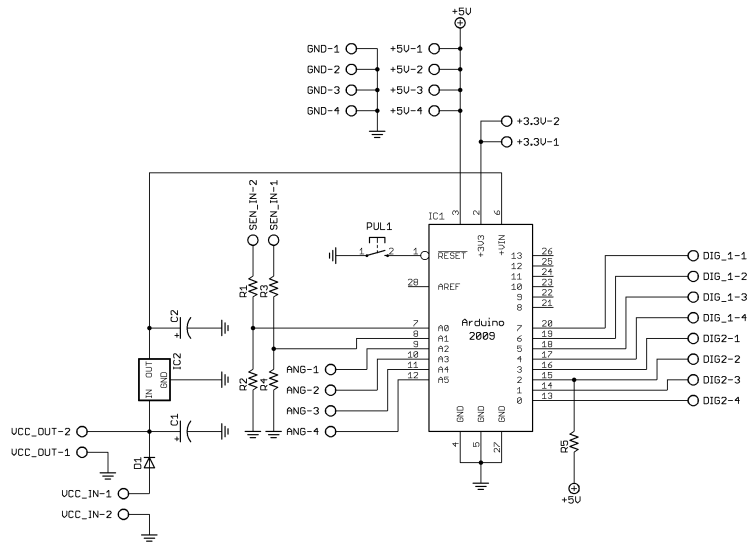 +5V
GND-1
GND-2
GND-3
GND-4
+5V-1
+5V-2
+5V-3
+5V-4
+3.3V-2
+3.3V-1
SEN_IN-2
SEN_IN-1
PUL1
1
2
IC1
3
2
6
+3V3
+VIN
1
RESET
28
AREF
Arduino
2009
7
A0
8
A1
9
A2
10
A3
11
A4
12
A5
13
26
12
25
11
24
10
23
9
22
8
21
7
20
6
19
5
18
4
17
3
16
2
15
1
14
0
13
GND
GND
GND
4
5
27
DIG_1-1
DIG_1-2
DIG_1-3
DIG_1-4
DIG2-1
DIG2-2
DIG2-3
DIG2-4
R5
+5V
R1
R3
R2
R4
ANG-1
ANG-2
ANG-3
ANG-4
C2
+
IC2
OUT
GND
IN
C1
+
VCC_OUT-2
VCC_OUT-1
D1
VCC_IN-1
VCC_IN-2